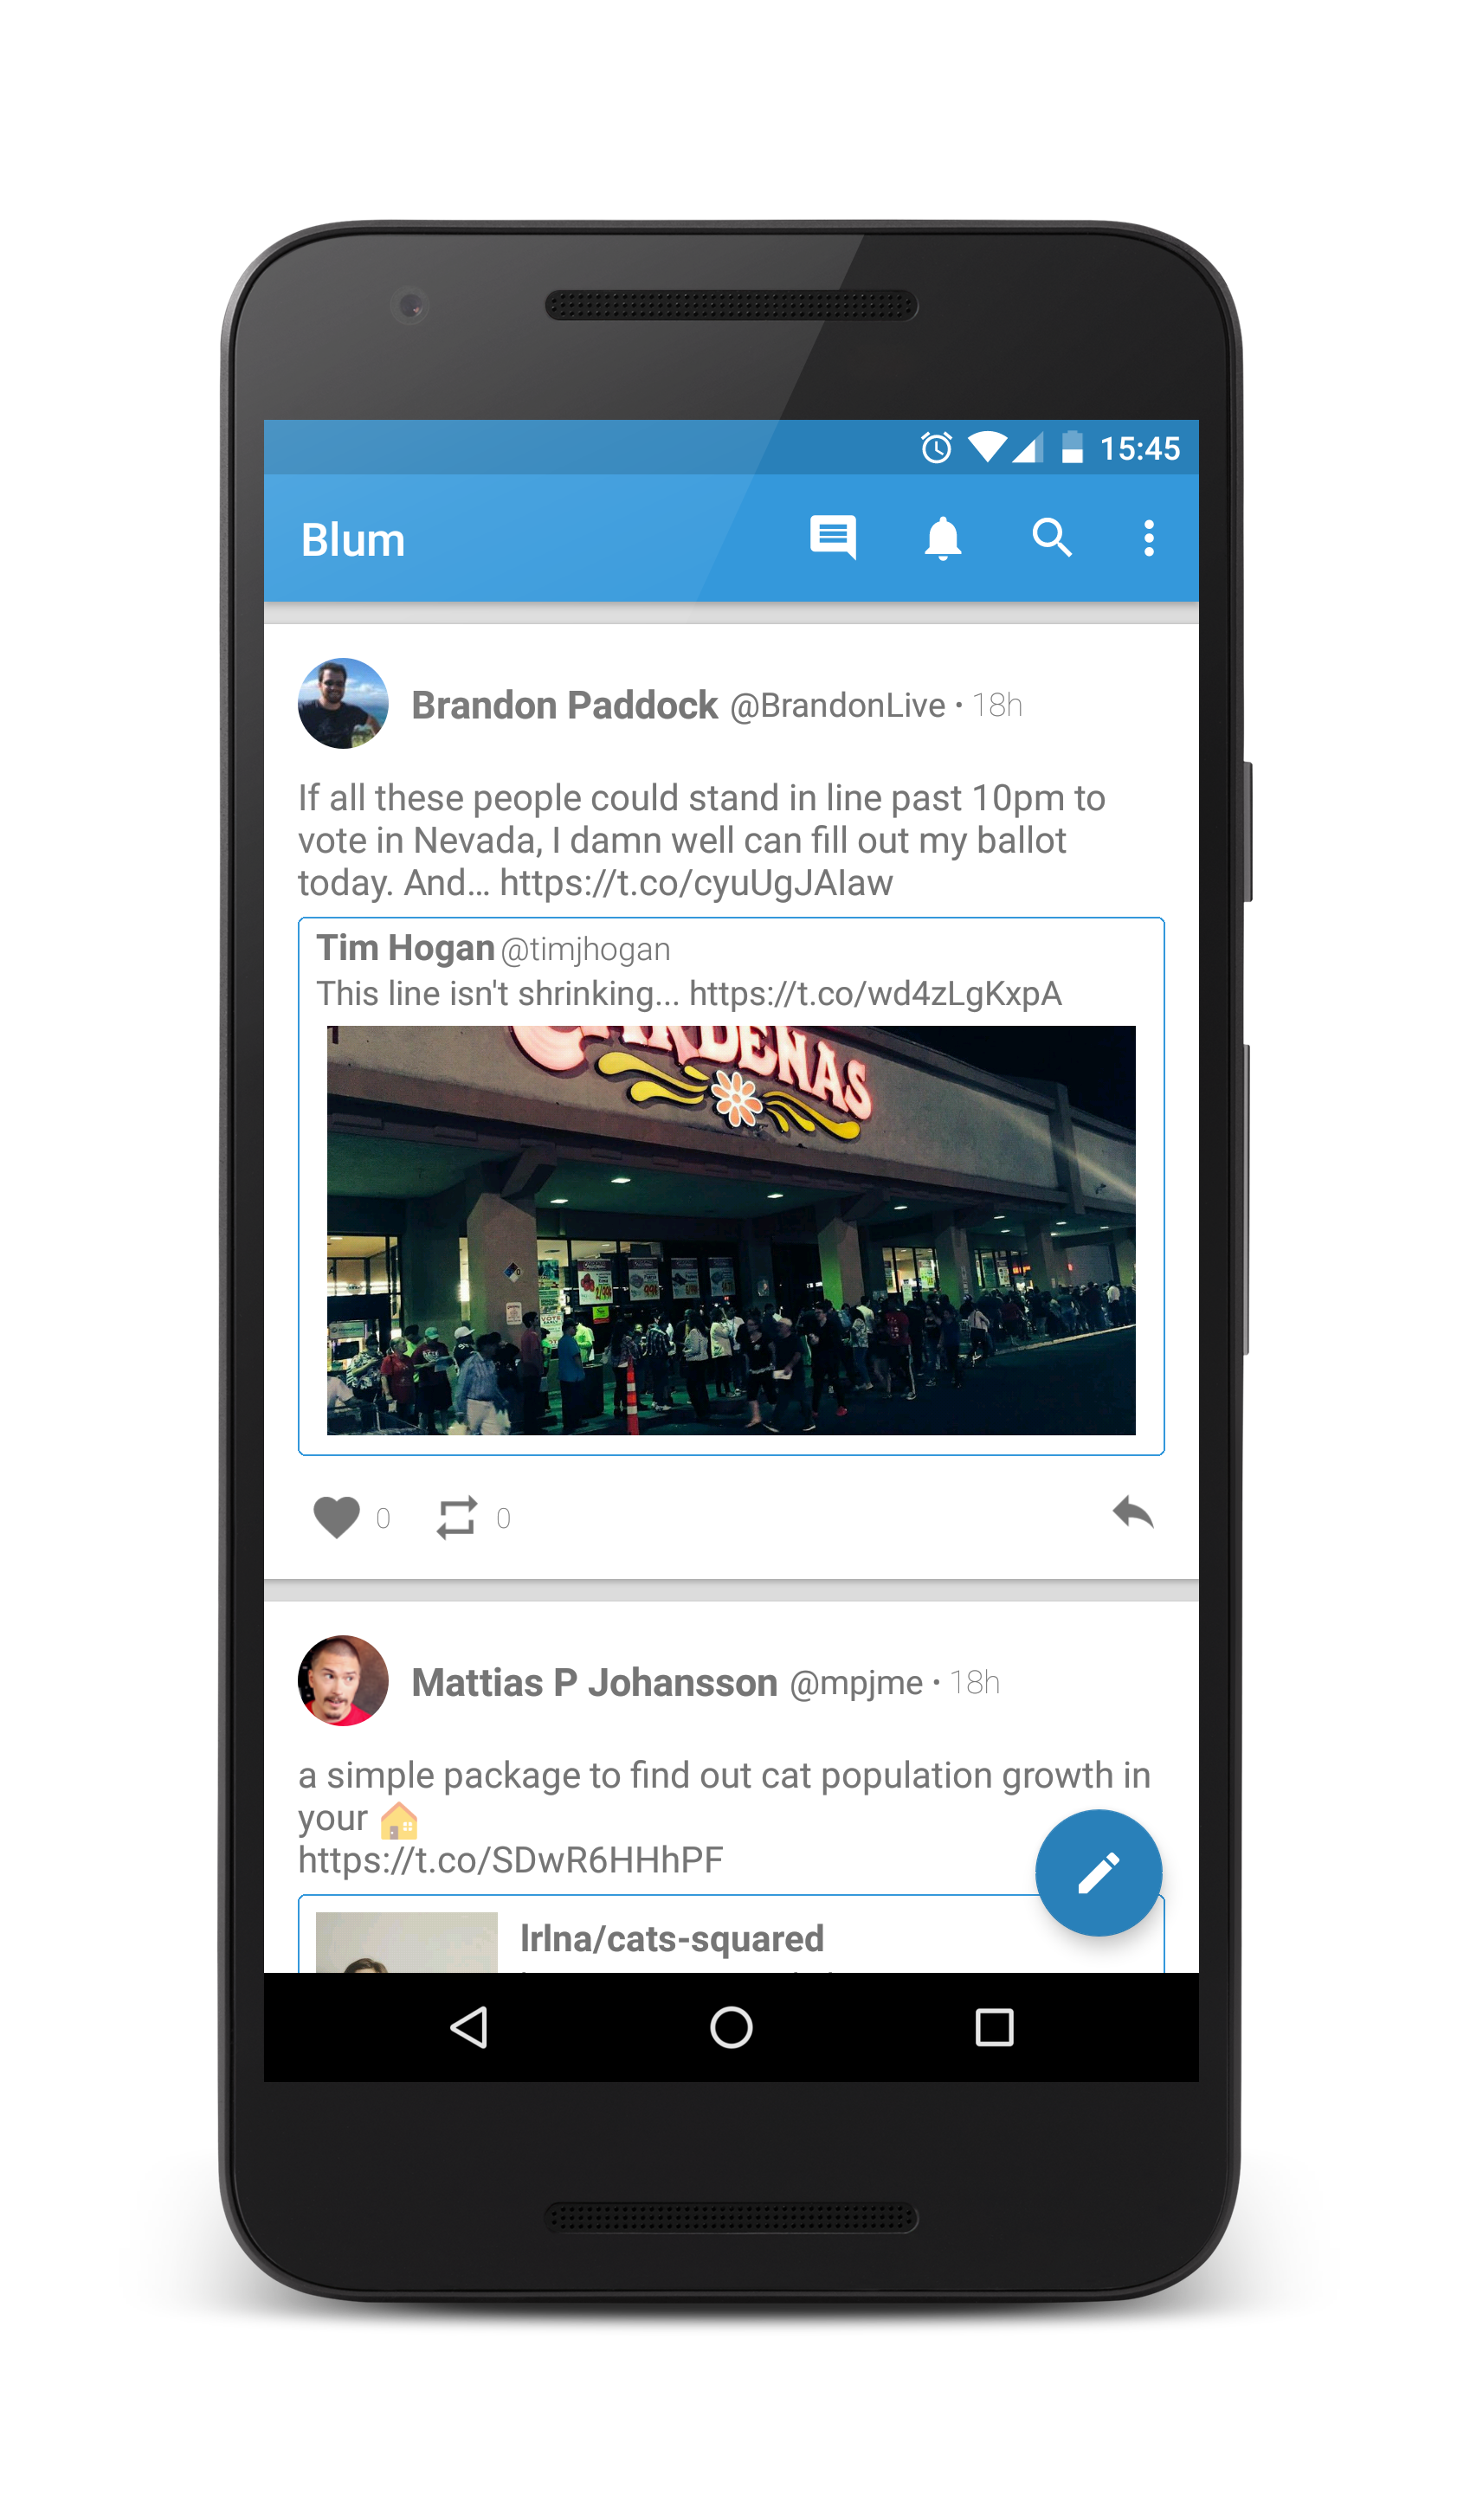 15:45
Blum
Brandon Paddock @BrandonLive • 18h
If all these people could stand in line past 10pm to
vote in Nevada, I damn well can fill out my ballot
today. And… https://t.co/cyuUgJAIaw
Tim Hogan @timjhogan
This line isn't shrinking... https://t.co/wd4zLgKxpA
CARDENAS
0 0
Mattias P Johansson @mpjme • 18h
a simple package to find out cat population growth in
your 🏠
https://t.co/SDwR6HHhPF
lrlna/cats-squared